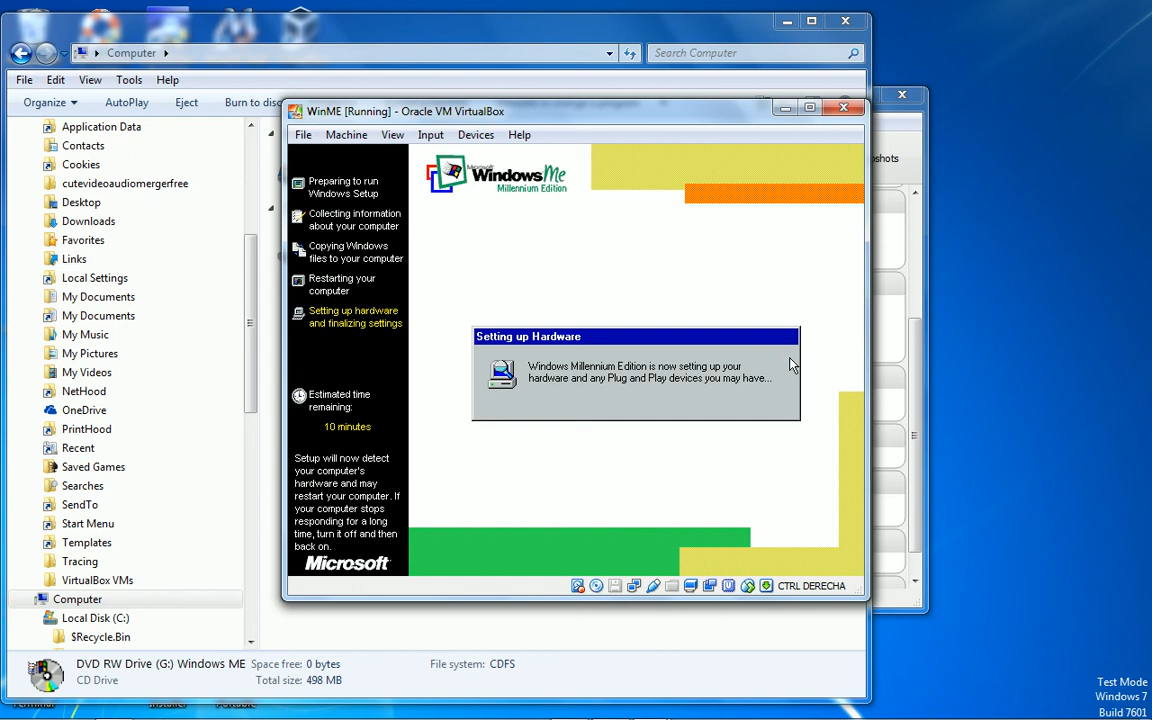 Computer
Search Computer
File Edit View Tools Help
Organize AutoPlay Eject Burn to disc
Application Data
Contacts
Cookies
cutevideoaudiomergerfree
Desktop
Downloads
Favorites
Links
Local Settings
My Documents
My Documents
My Music
My Pictures
My Videos
NetHood
OneDrive
PrintHood
Recent
Saved Games
Searches
SendTo
Start Menu
Templates
Tracing
VirtualBox VMs
Computer
Local Disk (C:)
$Recycle.Bin
DVD RW Drive (G:) Windows ME Space free: 0 bytes File system: CDFS
CD Drive Total size: 498 MB
WinME [Running] - Oracle VM VirtualBox
File Machine View Input Devices Help
Preparing to run
Windows Setup
Collecting information
about your computer
Copying Windows
files to your computer
Restarting your
computer
Setting up hardware
and finalizing settings
Estimated time
remaining:
10 minutes
Setup will now detect
your computer's
hardware and may
restart your computer. If
your computer stops
responding for a long
time, turn it off and then
back on.
Microsoft
Microsoft
Windows Me
Millennium Edition
Setting up Hardware
Windows Millennium Edition is now setting up your
hardware and any Plug and Play devices you may have...
CTRL DERECHA
Test Mode
Windows 7
Build 7601